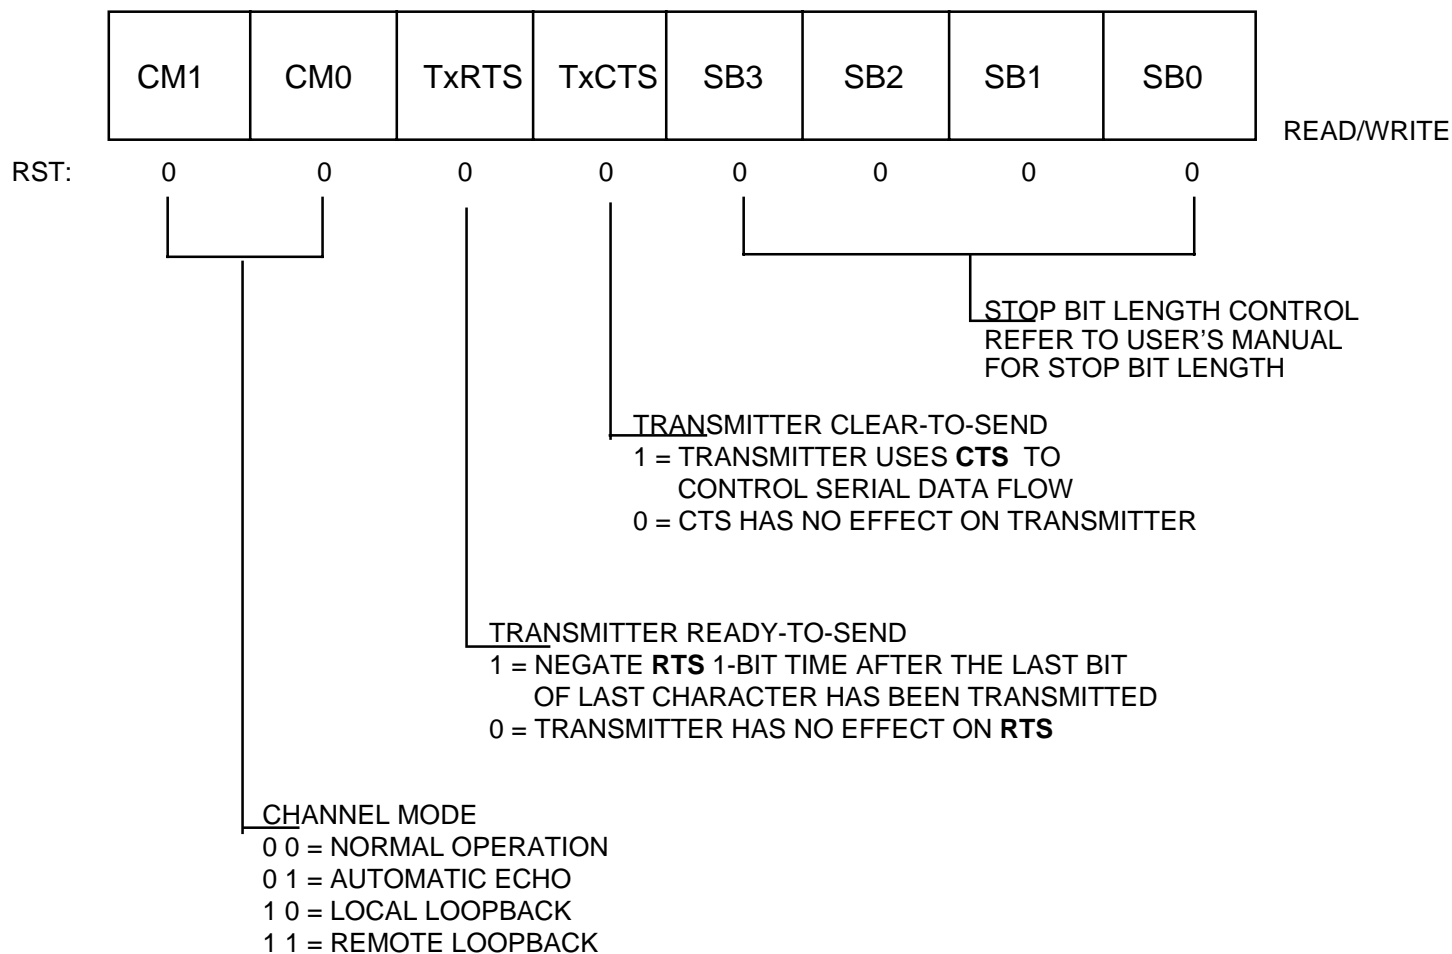 CM1 CM0 TxRTS TxCTS SB3 SB2 SB1 SB0
READ/WRITE
RST: 0 0 0 0 0 0 0 0
STOP BIT LENGTH CONTROL
REFER TO USER’S MANUAL
FOR STOP BIT LENGTH
TRANSMITTER CLEAR-TO-SEND
1 = TRANSMITTER USES CTS TO
CONTROL SERIAL DATA FLOW
0 = CTS HAS NO EFFECT ON TRANSMITTER
TRANSMITTER READY-TO-SEND
1 = NEGATE RTS 1-BIT TIME AFTER THE LAST BIT
OF LAST CHARACTER HAS BEEN TRANSMITTED
0 = TRANSMITTER HAS NO EFFECT ON RTS
CHANNEL MODE
0 0 = NORMAL OPERATION
0 1 = AUTOMATIC ECHO
1 0 = LOCAL LOOPBACK
1 1 = REMOTE LOOPBACK